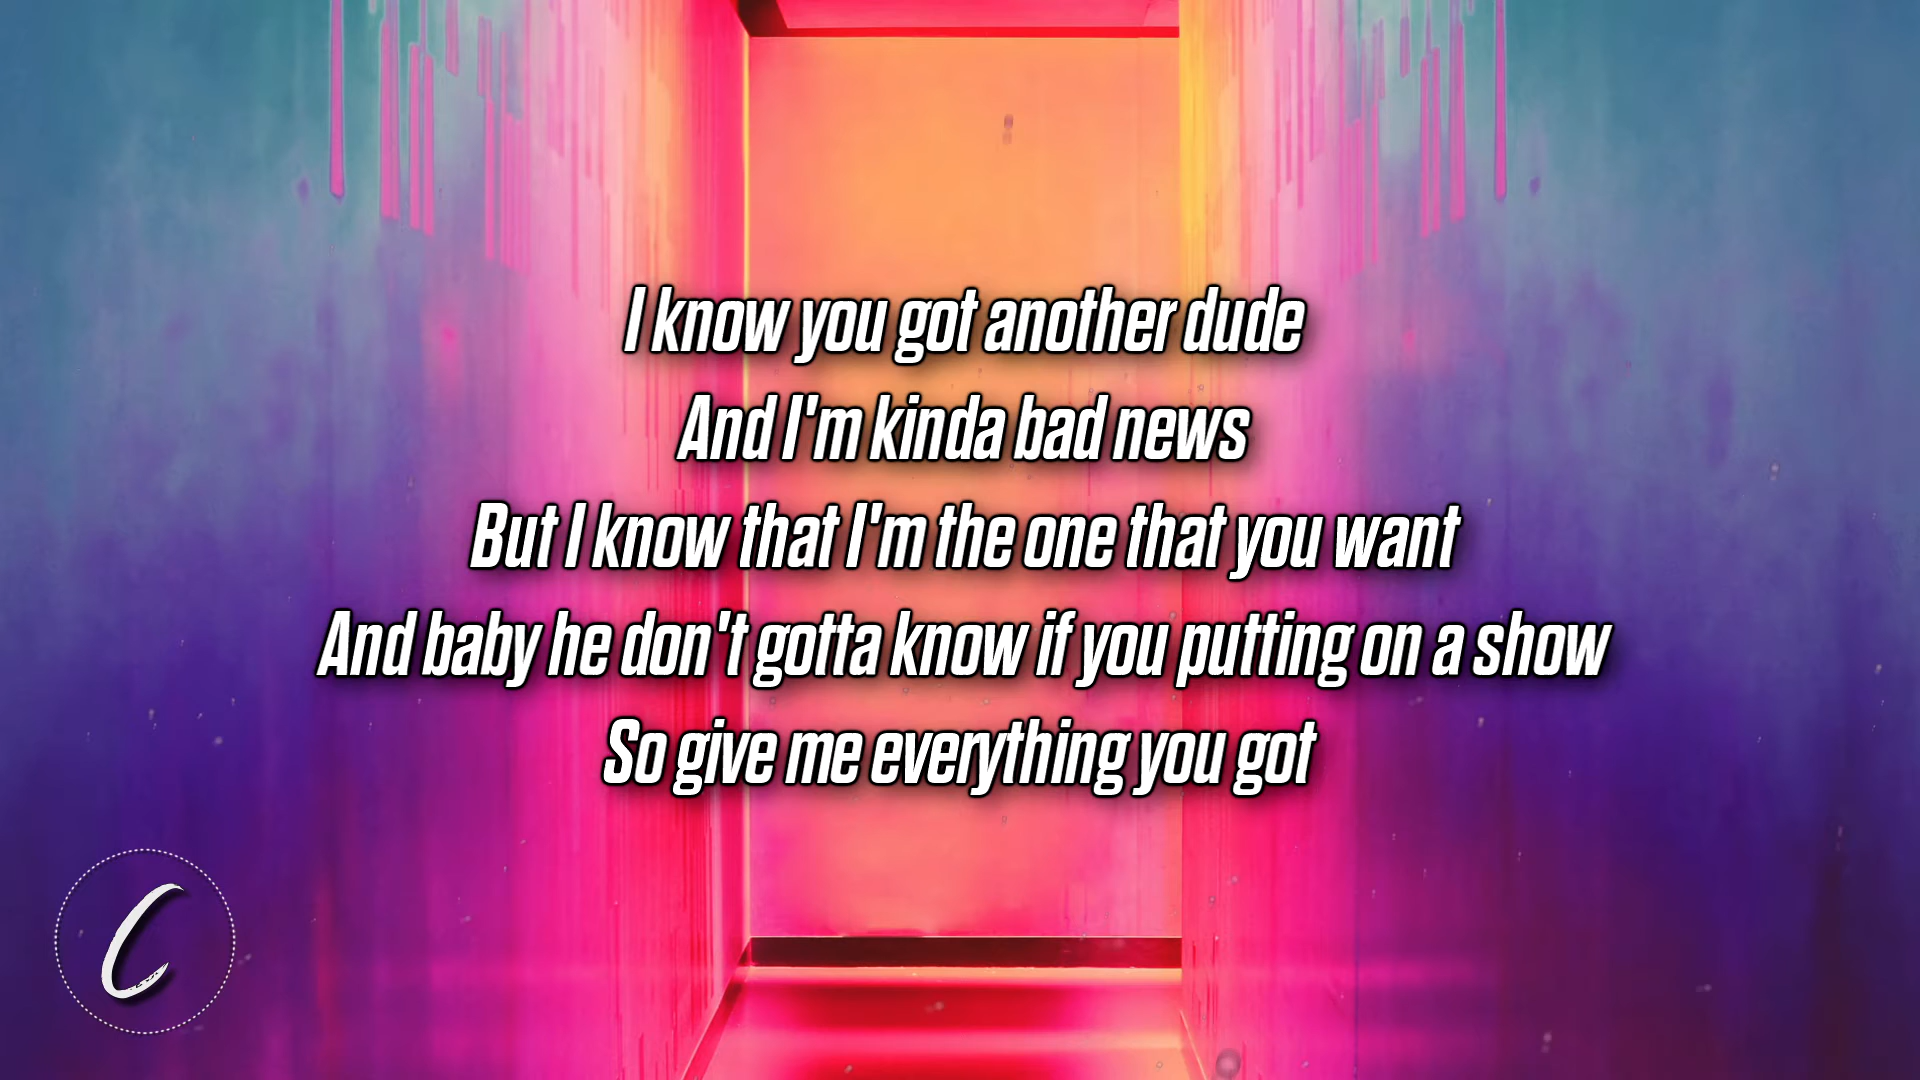 I know you got another dude
And I'm kinda bad news
But I know that I'm the one that you want
And baby he don't gotta know if you putting on a show
So give me everything you got
C